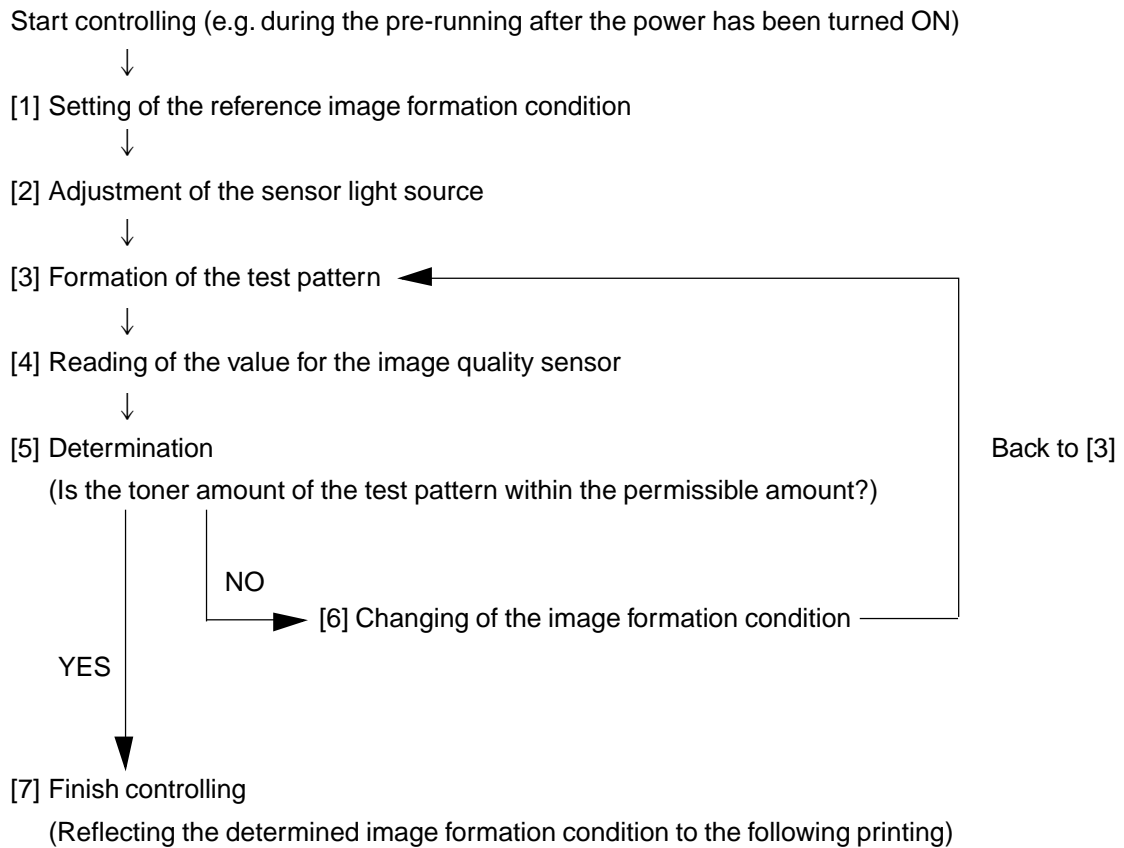 Start controlling (e.g. during the pre-running after the power has been turned ON)
[1] Setting of the reference image formation condition
[2] Adjustment of the sensor light source
[3] Formation of the test pattern
[4] Reading of the value for the image quality sensor
[5] Determination
Back to [3]
(Is the toner amount of the test pattern within the permissible amount?)
NO
[6] Changing of the image formation condition
YES
[7] Finish controlling
(Reflecting the determined image formation condition to the following printing)